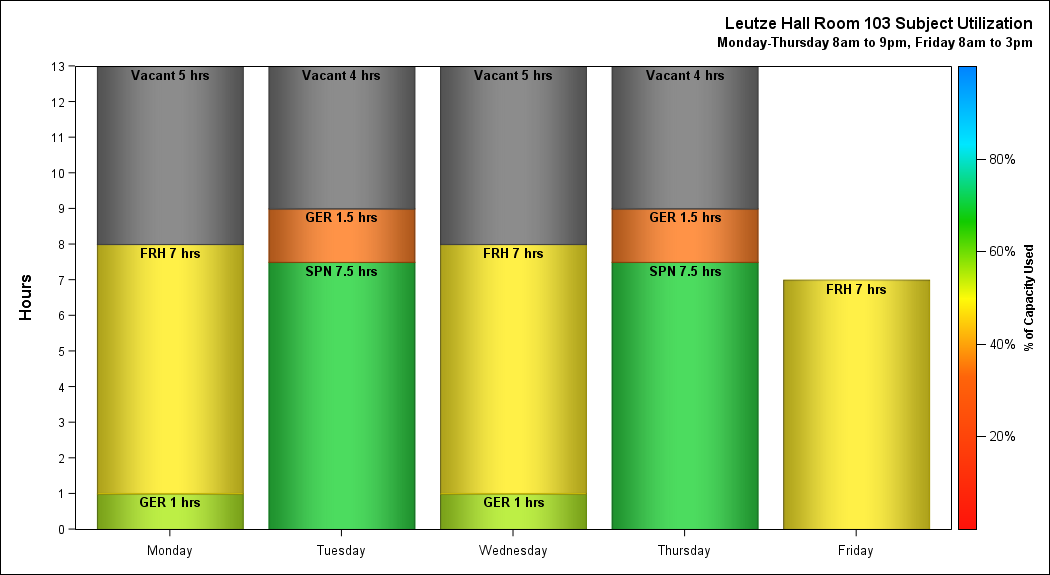 Leutze Hall Room 103 Subject Utilization
Monday-Thursday 8am to 9pm, Friday 8am to 3pm
Hours
13
12
11
10
9
8
7
6
5
4
3
2
1
0
Vacant 5 hrs
FRH 7 hrs
GER 1 hrs
Vacant 4 hrs
GER 1.5 hrs
SPN 7.5 hrs
Vacant 5 hrs
FRH 7 hrs
GER 1 hrs
Vacant 4 hrs
GER 1.5 hrs
SPN 7.5 hrs
FRH 7 hrs
Monday
Tuesday
Wednesday
Thursday
Friday
80%
60%
40%
20%
% of Capacity Used